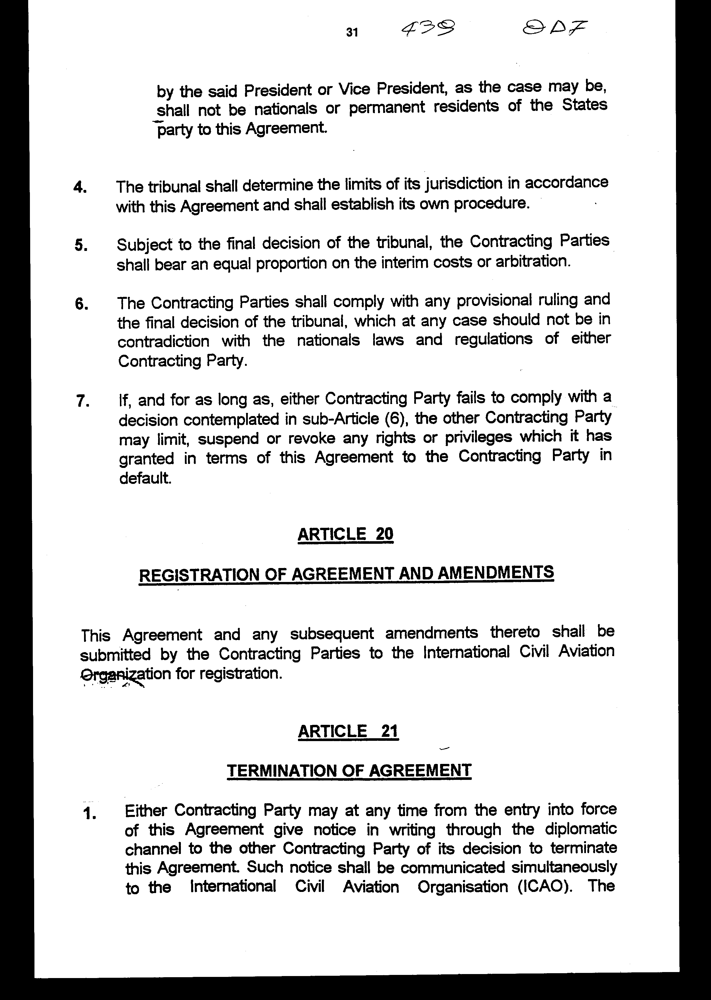 31 439
by the said President or Vice President, as the case may be,
shall not be nationals or permanent residents of the States
party to this Agreement.
4. The tribunal shall determine the limits of its jurisdiction in accordance
with this Agreement and shall establish its own procedure.
5. Subject to the final decision of the tribunal, the Contracting Parties
shall bear an equal proportion on the interim costs or arbitration.
6. The Contracting Parties shall comply with any provisional ruling and
the final decision of the tribunal, which at any case should not be in
contradiction with the nationals laws and regulations of either
Contracting Party.
7. If, and for as long as, either Contracting Party fails to comply with a
decision contemplated in sub-Article (6), the other Contracting Party
may limit, suspend or revoke any rights or privileges which it has
granted in terms of this Agreement to the Contracting Party in
default.
ARTICLE 20
REGISTRATION OF AGREEMENT AND AMENDMENTS
This Agreement and any subsequent amendments thereto shall be
submitted by the Contracting Parties to the International Civil Aviation
Organization for registration.
ARTICLE 21
TERMINATION OF AGREEMENT
1. Either Contracting Party may at any time from the entry into force
of this Agreement give notice in writing through the diplomatic
channel to the other Contracting Party of its decision to terminate
this Agreement. Such notice shall be communicated simultaneously
to the International Civil Aviation Organisation (ICAO). The